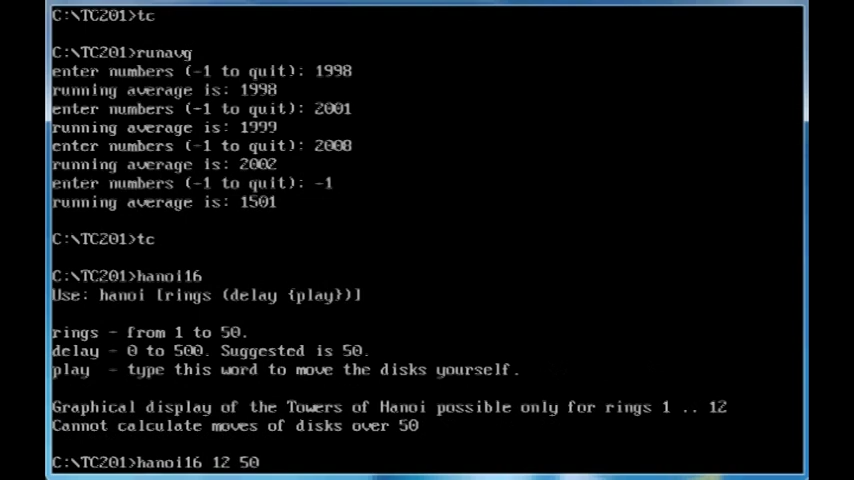 C:\TC201>tc
C:\TC201>runavg
enter numbers (-1 to quit): 1998
running average is: 1998
enter numbers (-1 to quit): 2001
running average is: 1999
enter numbers (-1 to quit): 2008
running average is: 2002
enter numbers (-1 to quit): -1
running average is: 1501
C:\TC201>tc
C:\TC201>hanoi16
Use: hanoi [rings (delay {play})]
rings - from 1 to 50.
delay - 0 to 500. Suggested is 50.
play - type this word to move the disks yourself.
Graphical display of the Towers of Hanoi possible only for rings 1 .. 12
Cannot calculate moves of disks over 50
C:\TC201>hanoi16 12 50